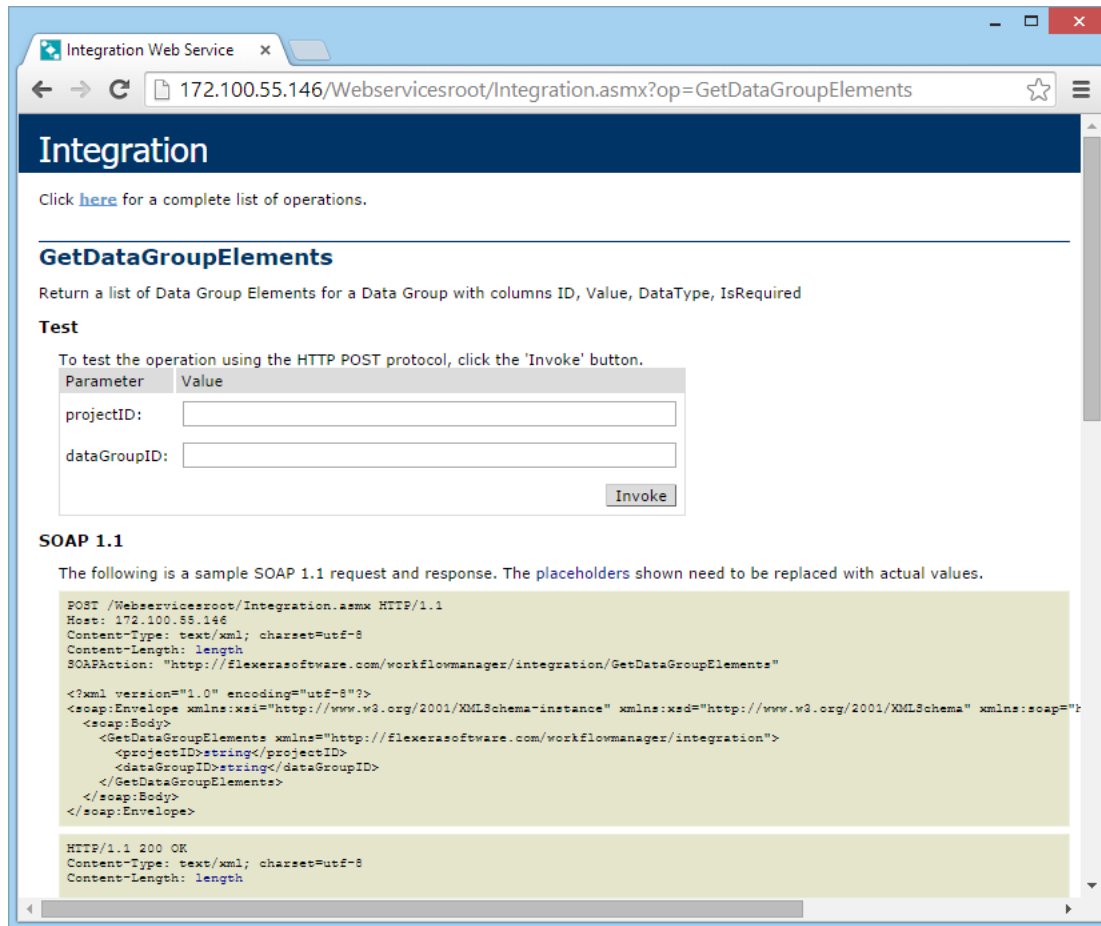 Integration Web Service
172.100.55.146/Webservicesroot/Integration.asmx?op=GetDataGroupElements
Integration
Click here for a complete list of operations.
GetDataGroupElements
Return a list of Data Group Elements for a Data Group with columns ID, Value, DataType, IsRequired
Test
To test the operation using the HTTP POST protocol, click the 'Invoke' button.
Parameter Value
projectID:
dataGroupID:
Invoke
SOAP 1.1
The following is a sample SOAP 1.1 request and response. The placeholders shown need to be replaced with actual values.
POST /Webservicesroot/Integration.asmx HTTP/1.1
Host: 172.100.55.146
Content-Type: text/xml; charset=utf-8
Content-Length: length
SOAPAction: "http://flexerasoftware.com/workflowmanager/integration/GetDataGroupElements"
<?xml version="1.0" encoding="utf-8"?>
<soap:Envelope xmlns:xsi="http://www.w3.org/2001/XMLSchema-instance" xmlns:xsd="http://www.w3.org/2001/XMLSchema" xmlns:soap="h
<soap:Body>
<GetDataGroupElements xmlns="http://flexerasoftware.com/workflowmanager/integration">
<projectID>string</projectID>
<dataGroupID>string</dataGroupID>
</GetDataGroupElements>
</soap:Body>
</soap:Envelope>
HTTP/1.1 200 OK
Content-Type: text/xml; charset=utf-8
Content-Length: length